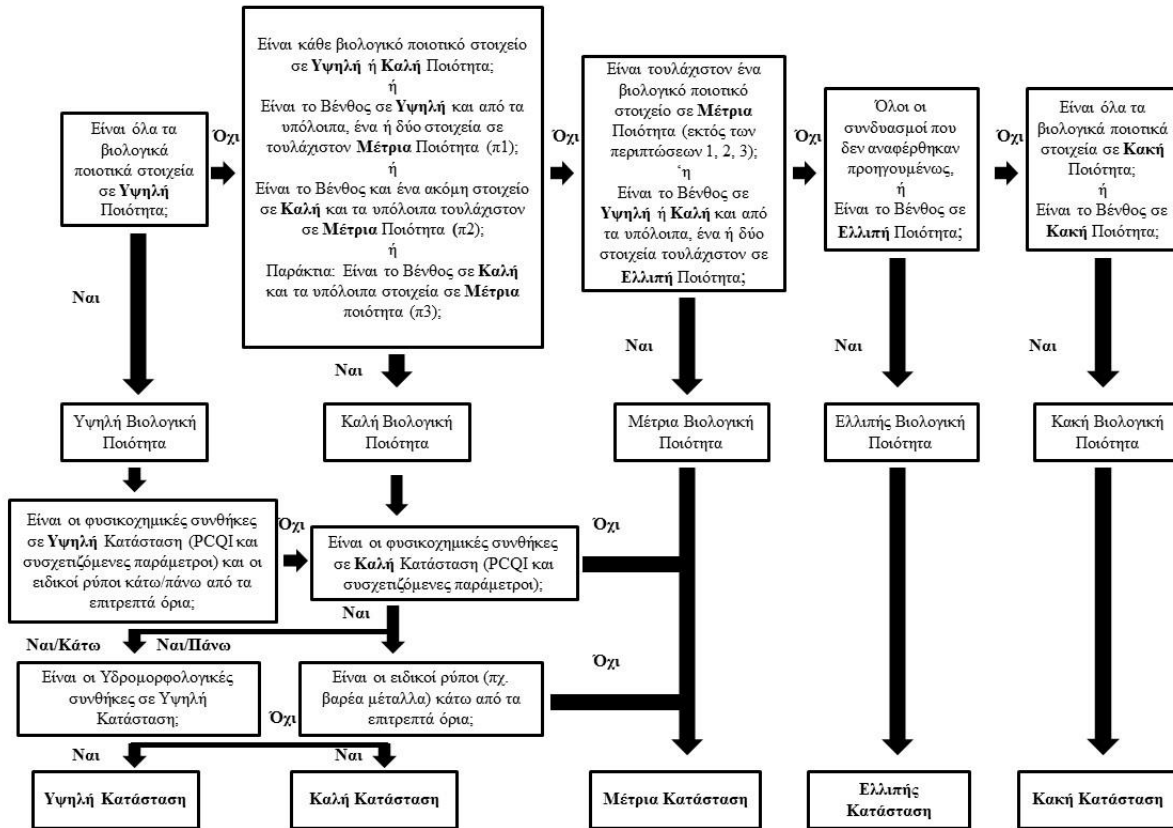 Είναι όλα τα
βιολογικά
ποιοτικά στοιχεία
σε Υψηλή
Ποιότητα;
Όχι
Είναι κάθε βιολογικό ποιοτικό στοιχείο
σε Υψηλή ή Καλή Ποιότητα;
ή
Είναι το Βένθος σε Υψηλή και από τα
υπόλοιπα, ένα ή δύο στοιχεία σε
τουλάχιστον Μέτρια Ποιότητα (π1);
ή
Είναι το Βένθος και ένα ακόμη στοιχείο
σε Καλή και τα υπόλοιπα τουλάχιστον
σε Μέτρια Ποιότητα (π2);
ή
Παράκτια: Είναι το Βένθος σε Καλή
και τα υπόλοιπα στοιχεία σε Μέτρια
ποιότητα (π3);
Όχι
Είναι τουλάχιστον ένα
βιολογικό ποιοτικό
στοιχείο σε Μέτρια
Ποιότητα (εκτός των
περιπτώσεων 1, 2, 3);
‘η
Είναι το Βένθος σε
Υψηλή ή Καλή και από
τα υπόλοιπα, ένα ή δύο
στοιχεία τουλάχιστον σε
Ελλιπή Ποιότητα;
Όχι
Όλοι οι
συνδυασμοί που
δεν αναφέρθηκαν
προηγουμένως,
ή
Είναι το Βένθος σε
Ελλιπή Ποιότητα;
Όχι
Είναι όλα τα
βιολογικά ποιοτικά
στοιχεία σε Κακή
Ποιότητα;
ή
Είναι το Βένθος σε
Κακή Ποιότητα;
Ναι
Ναι
Ναι
Ναι
Ναι
Υψηλή Βιολογική
Ποιότητα
Καλή Βιολογική
Ποιότητα
Μέτρια Βιολογική
Ποιότητα
Ελλιπής Βιολογική
Ποιότητα
Κακή Βιολογική
Ποιότητα
Είναι οι φυσικοχημικές συνθήκες
σε Υψηλή Κατάσταση (PCQI και
συσχετιζόμενες παράμετροι) και οι
ειδικοί ρύποι κάτω/πάνω από τα
επιτρεπτά όρια;
Όχι
Είναι οι φυσικοχημικές συνθήκες
σε Καλή Κατάσταση (PCQI και
συσχετιζόμενες παράμετροι);
Όχι
Ναι
Ναι/Κάτω
Ναι/Πάνω
Είναι οι Υδρομορφολογικές
συνθήκες σε Υψηλή
Κατάσταση;
Όχι
Είναι οι ειδικοί ρύποι (πχ.
βαρέα μέταλλα) κάτω από τα
επιτρεπτά όρια;
Όχι
Ναι
Ναι
Υψηλή Κατάσταση
Καλή Κατάσταση
Μέτρια Κατάσταση
Ελλιπής
Κατάσταση
Κακή Κατάσταση